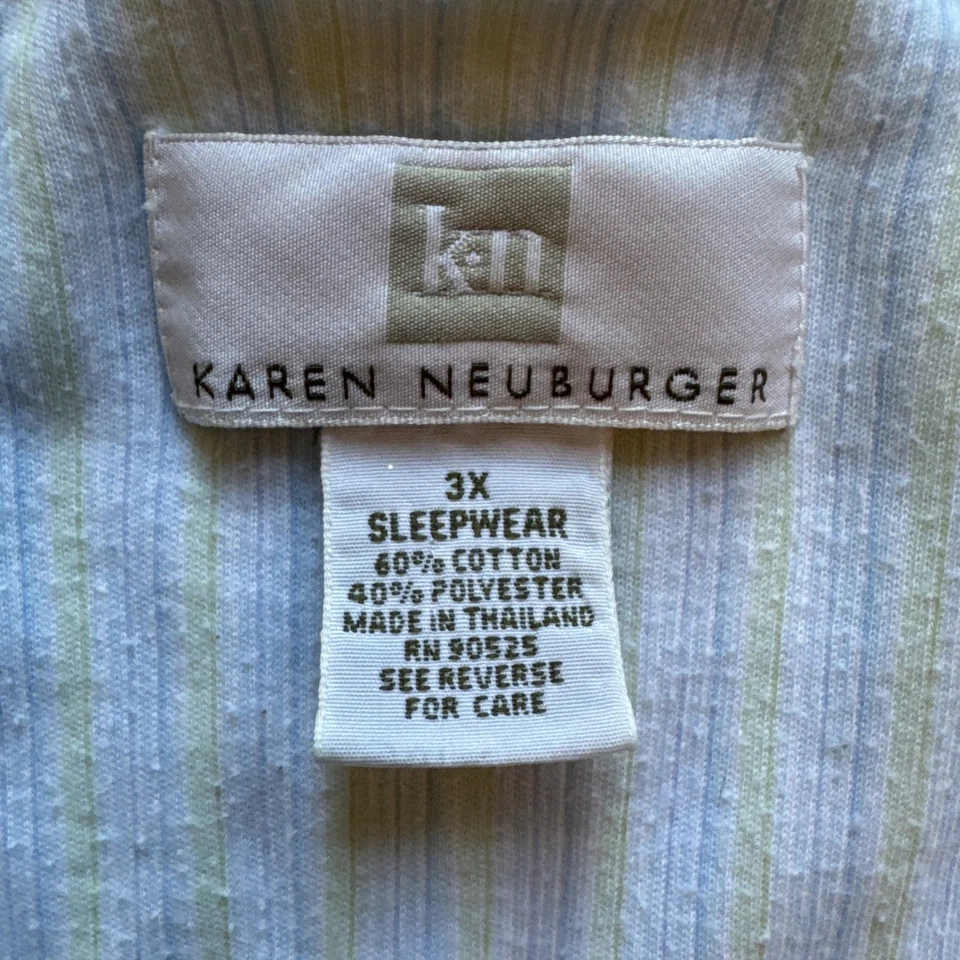 kn
KAREN NEUBURGER
3X
SLEEPWEAR
60% COTTON
40% POLYESTER
MADE IN THAILAND
RN 90525
SEE REVERSE
FOR CARE